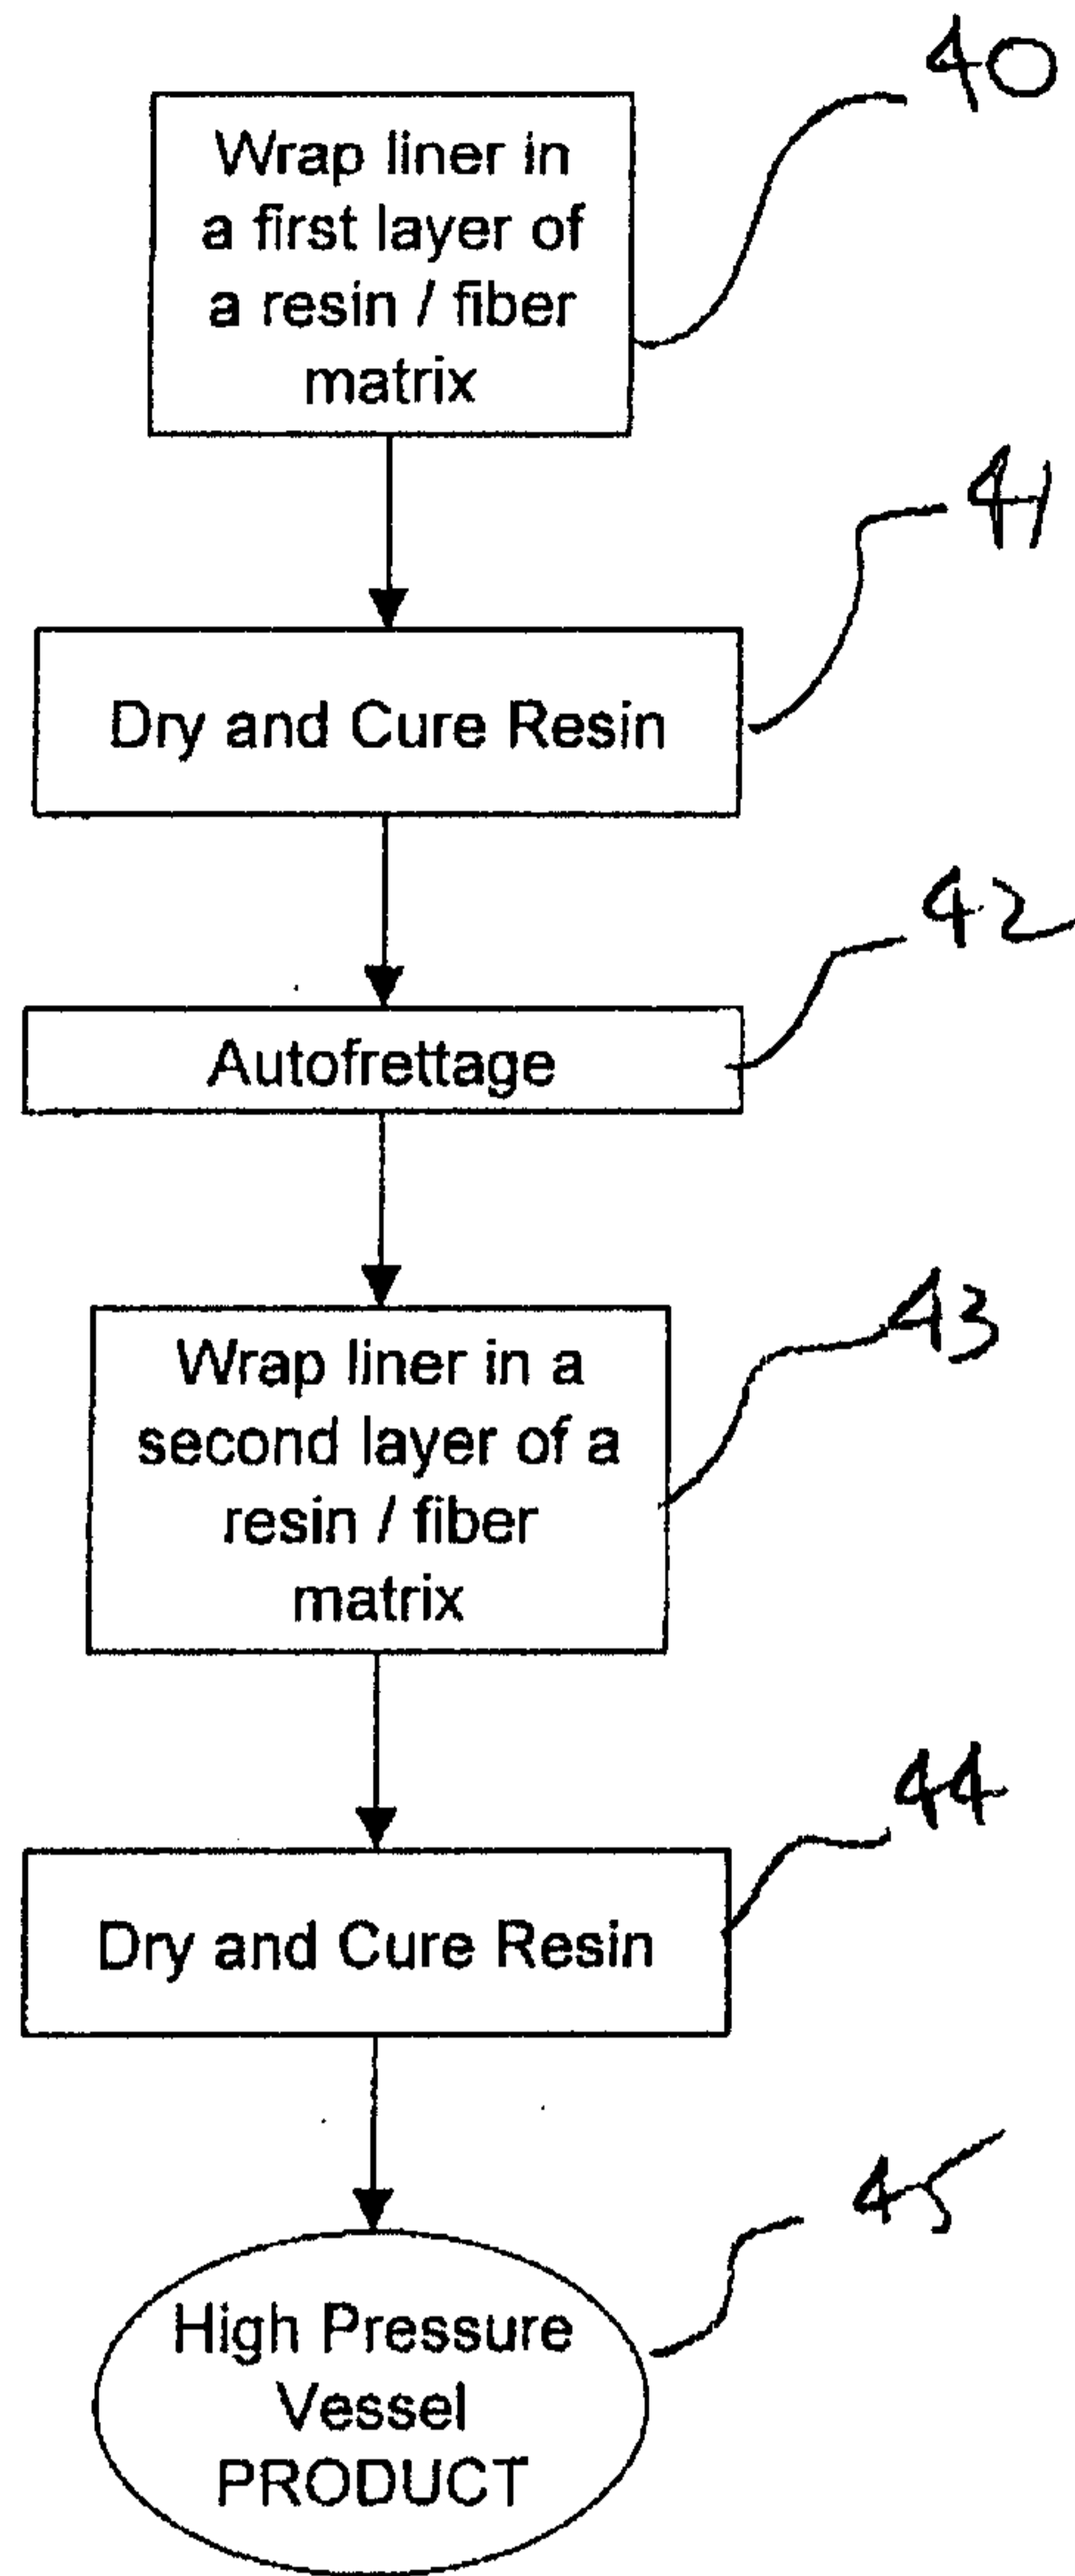 40
Wrap liner in
a first layer of
a resin / fiber
matrix
41
Dry and Cure Resin
42
Autofrettage
43
Wrap liner in a
second layer of a
resin / fiber
matrix
44
Dry and Cure Resin
45
High Pressure
Vessel
PRODUCT